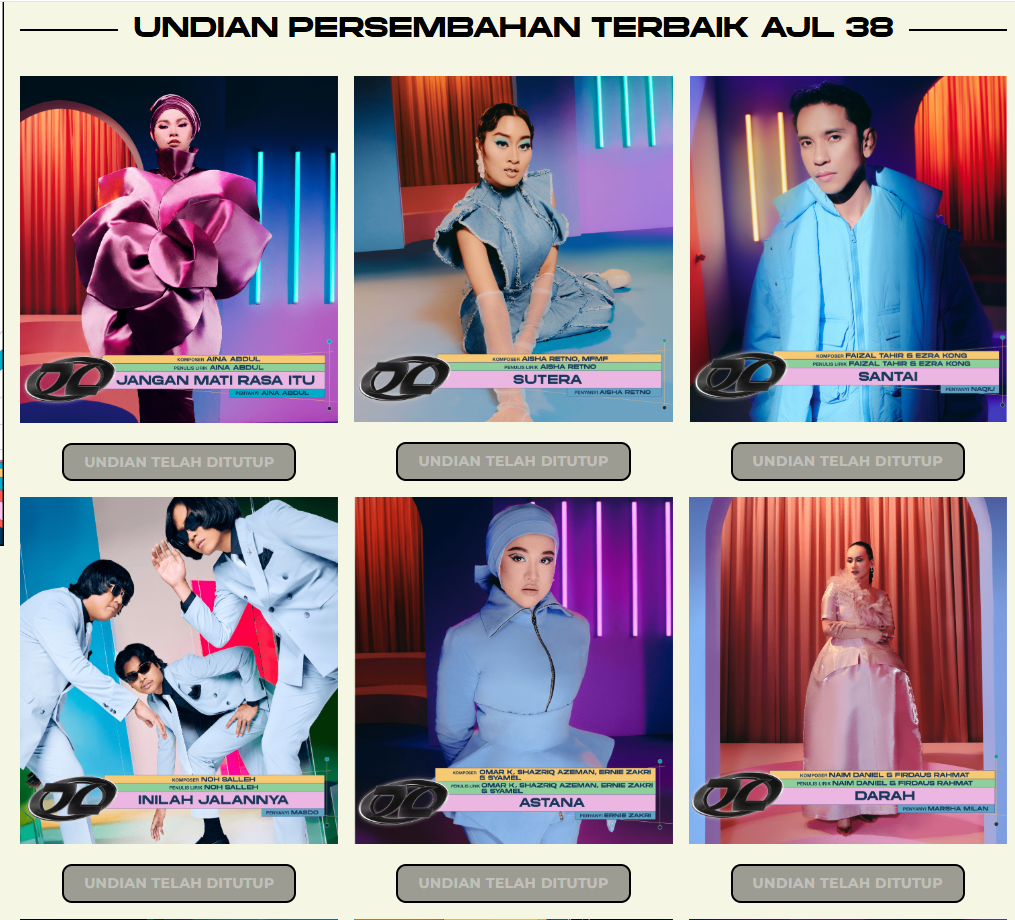 UNDIAN PERSEMBAHAN TERBAIK AJL 38
KOMPOSER AINA ABDUL
PENULIS LIRIK AINA ABDUL
JANGAN MATI RASA ITU
PENYANYI AINA ABDUL
KOMPOSER AISHA RETNO, MFMF
PENULIS LIRIK AISHA RETNO
SUTERA
PENYANYI AISHA RETNO
KOMPOSER FAIZAL TAHIR & EZRA KONG
PENULIS LIRIK FAIZAL TAHIR & EZRA KONG
SANTAI
PENYANYI NAQIU
UNDIAN TELAH DITUTUP
UNDIAN TELAH DITUTUP
UNDIAN TELAH DITUTUP
KOMPOSER NOH SALLEH
PENULIS LIRIK NOH SALLEH
INILAH JALANNYA
PENYANYI MASDO
KOMPOSER OMAR K, SHAZRIQ AZEMAN, ERNIE ZAKRI
& SYAMEL
PENULIS LIRIK OMAR K, SHAZRIQ AZEMAN, ERNIE ZAKRI
& SYAMEL
ASTANA
PENYANYI ERNIE ZAKRI
KOMPOSER NAIM DANIEL & FIRDAUS RAHMAT
PENULIS LIRIK NAIM DANIEL & FIRDAUS RAHMAT
DARAH
PENYANYI MARSHA MILAN
UNDIAN TELAH DITUTUP
UNDIAN TELAH DITUTUP
UNDIAN TELAH DITUTUP